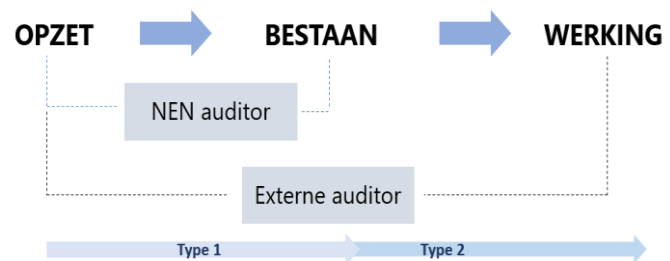 OPZET BESTAAN WERKING
NEN auditor
Externe auditor
Type 1 Type 2